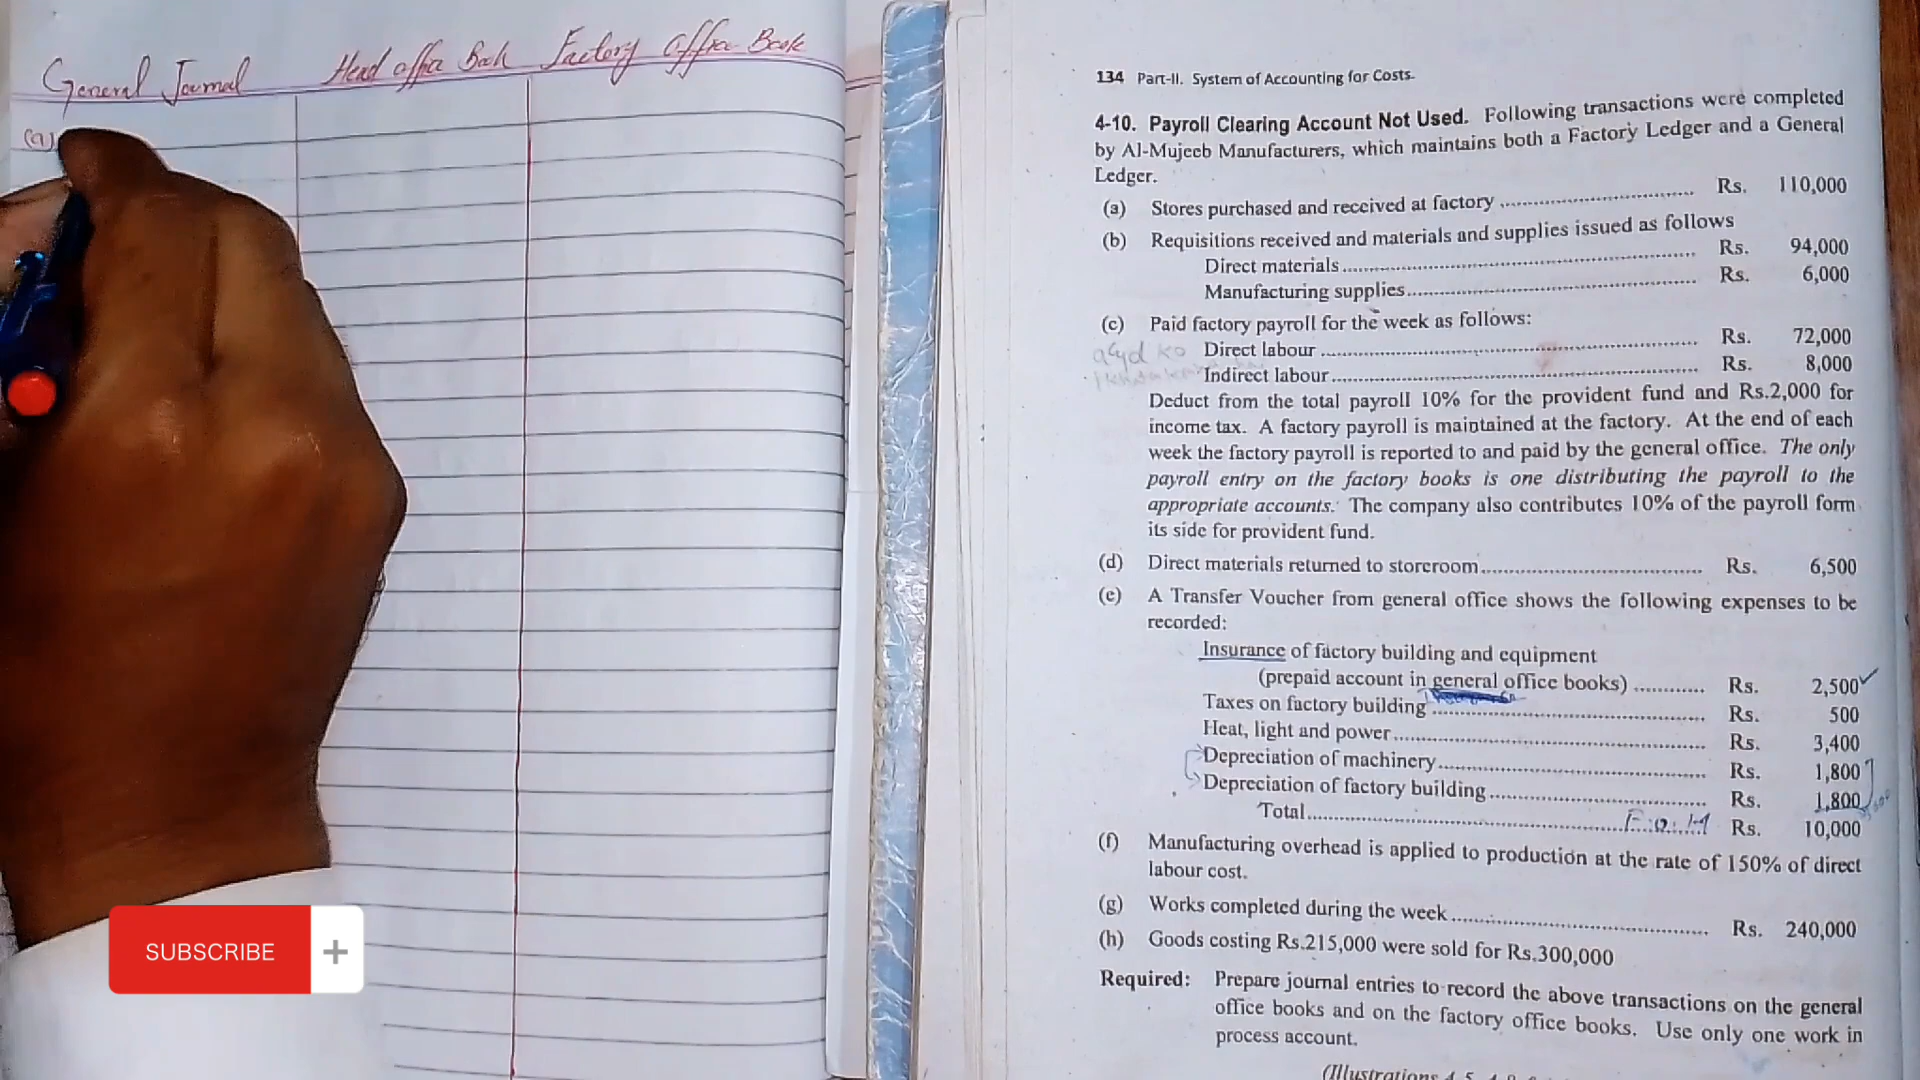 General Journal
Head office Book
Factory Office Book
(a)
SUBSCRIBE +
134 Part-II. System of Accounting for Costs.
4-10. Payroll Clearing Account Not Used. Following transactions were completed
by Al-Mujeeb Manufacturers, which maintains both a Factory Ledger and a General
Ledger.
(a) Stores purchased and received at factory ........................................ Rs. 110,000
(b) Requisitions received and materials and supplies issued as follows
Direct materials ........................................ Rs. 94,000
Manufacturing supplies ........................................ Rs. 6,000
(c) Paid factory payroll for the week as follows:
Direct labour ........................................ Rs. 72,000
Indirect labour ........................................ Rs. 8,000
Deduct from the total payroll 10% for the provident fund and Rs.2,000 for
income tax. A factory payroll is maintained at the factory. At the end of each
week the factory payroll is reported to and paid by the general office. The only
payroll entry on the factory books is one distributing the payroll to the
appropriate accounts. The company also contributes 10% of the payroll form
its side for provident fund.
(d) Direct materials returned to storeroom ........................................ Rs. 6,500
(e) A Transfer Voucher from general office shows the following expenses to be
recorded:
Insurance of factory building and equipment
(prepaid account in general office books) ............ Rs. 2,500
Taxes on factory building ........................................ Rs. 500
Heat, light and power ........................................ Rs. 3,400
Depreciation of machinery ........................................ Rs. 1,800
Depreciation of factory building ........................................ Rs. 1,800
Total ........................................ F.O.H Rs. 10,000
(f) Manufacturing overhead is applied to production at the rate of 150% of direct
labour cost.
(g) Works completed during the week ........................................ Rs. 240,000
(h) Goods costing Rs.215,000 were sold for Rs.300,000
Required: Prepare journal entries to record the above transactions on the general
office books and on the factory office books. Use only one work in
process account.
(Illustrations